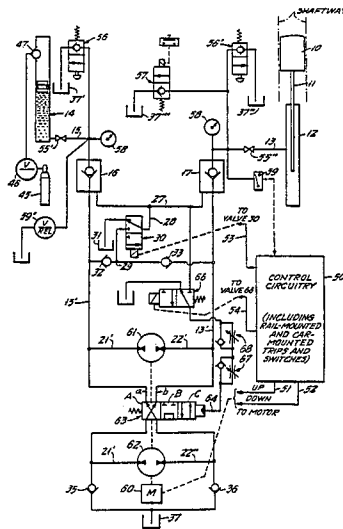 SHAFTWAY
56
47
56'
57
10
37'
37'''
37''
11
14
58
12
15
13
55'
58
55''
46
16
17
39
45
27
V
REL
59'
28
31
30
TO
VALVE 30
50
29
32
33
53
CONTROL
CIRCUITRY
(INCLUDING
RAIL-MOUNTED
AND CAR-
MOUNTED
TRIPS AND
SWITCHES)
66
TO
VALVE 66
15''
54
13'
61
68
21'
22'
67
51
UP
52
DOWN
a
b
A
B
C
64
TO MOTOR
63
62
21''
22''
60
M
35
36
37